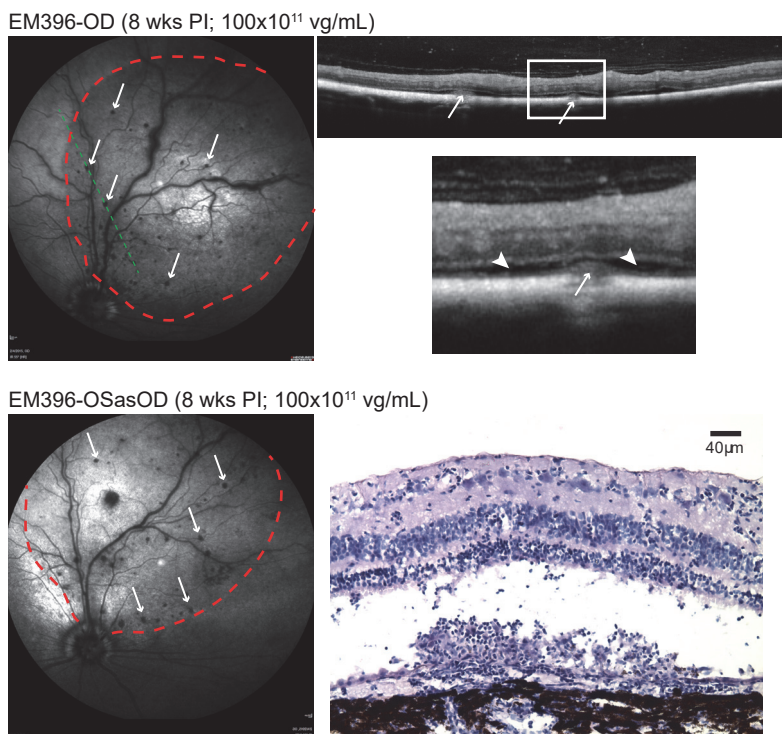 EM396-OD (8 wks PI; 100x10¹¹ vg/mL)
EM396-OSasOD (8 wks PI; 100x10¹¹ vg/mL)
40µm